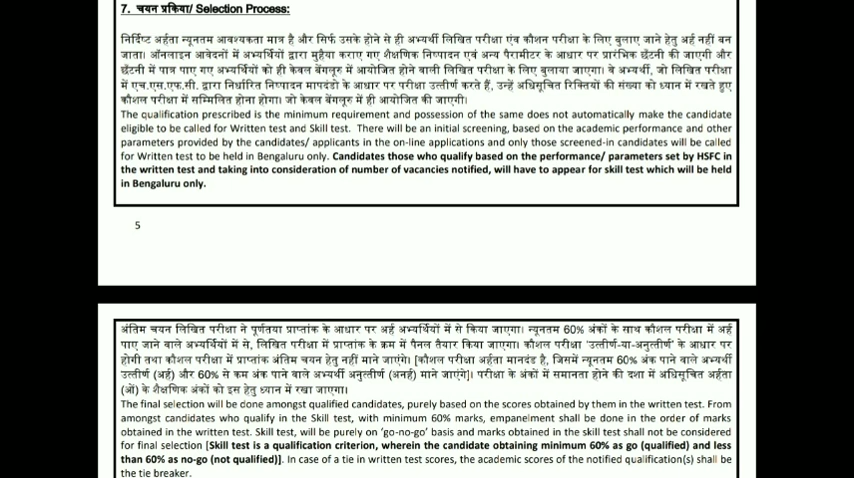 7. चयन प्रक्रिया/ Selection Process:
निर्दिष्ट अर्हता न्यूनतम आवश्यकता मात्र है और सिर्फ उसके होने से ही अभ्यर्थी लिखित परीक्षा एंव कौशन परीक्षा के लिए बुलाए जाने हेतु अर्ह नहीं बन
जाता। ऑनलाइन आवेदनों में अभ्यर्थियों द्वारा मुहैया कराए गए शैक्षणिक निष्पादन एवं अन्य पैरामीटर के आधार पर प्रारंभिक छँटनी की जाएगी और
छँटनी में पात्र पाए गए अभ्यर्थियों को ही केवल बेंगलूरु में आयोजित होने वाली लिखित परीक्षा के लिए बुलाया जाएगा। वे अभ्यर्थी, जो लिखित परीक्षा
में एच.एस.एफ.सी. द्वारा निर्धारित निष्पादन मापदंडो के आधार पर परीक्षा उत्तीर्ण करते हैं, उन्हें अधिसूचित रिक्तियों की संख्या को ध्यान में रखते हुए
कौशल परीक्षा में सम्मिलित होना होगा। जो केवल बेंगलूर में ही आयोजित की जाएगी।
The qualification prescribed is the minimum requirement and possession of the same does not automatically make the candidate
eligible to be called for Written test and Skill test. There will be an initial screening, based on the academic performance and other
parameters provided by the candidates/ applicants in the on-line applications and only those screened-in candidates will be called
for Written test to be held in Bengaluru only. Candidates those who qualify based on the performance/ parameters set by HSFC in
the written test and taking into consideration of number of vacancies notified, will have to appear for skill test which will be held
in Bengaluru only.
5
अंतिम चयन लिखित परीक्षा ने पूर्णतया प्राप्तांक के आधार पर अर्ह अभ्यर्थियों में से किया जाएगा। न्यूनतम 60% अंकों के साथ कौशल परीक्षा में अर्ह
पाए जाने वाले अभ्यर्थियों में से, लिखित परीक्षा में प्राप्तांक के क्रम में पैनल तैयार किया जाएगा। कौशल परीक्षा 'उत्तीर्ण-या-अनुत्तीर्ण' के आधार पर
होगी तथा कौशल परीक्षा में प्राप्तांक अंतिम चयन हेतु नहीं माने जाएंगे। [कौशल परीक्षा अर्हता मानदंड है, जिसमें न्यूनतम 60% अंक पाने वाले अभ्यर्थी
उत्तीर्ण (अर्ह) और 60% से कम अंक पाने वाले अभ्यर्थी अनुत्तीर्ण (अनर्ह) माने जाएंगे]। परीक्षा के अंकों में समानता होने की दशा में अधिसूचित अर्हता
(ओं) के शैक्षणिक अंकों को इस हेतु ध्यान में रखा जाएगा।
The final selection will be done amongst qualified candidates, purely based on the scores obtained by them in the written test. From
amongst candidates who qualify in the Skill test, with minimum 60% marks, empanelment shall be done in the order of marks
obtained in the written test. Skill test, will be purely on 'go-no-go' basis and marks obtained in the skill test shall not be considered
for final selection [Skill test is a qualification criterion, wherein the candidate obtaining minimum 60% as go (qualified) and less
than 60% as no-go (not qualified)]. In case of a tie in written test scores, the academic scores of the notified qualification(s) shall be
the tie breaker.